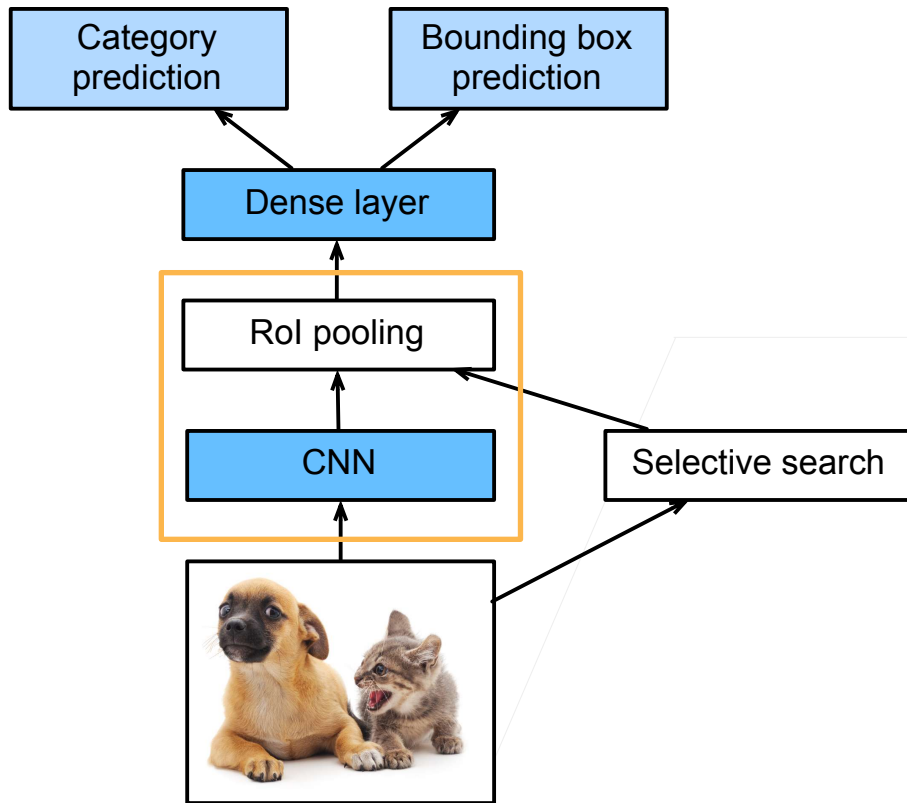 Category
prediction
Bounding box
prediction
Dense layer
RoI pooling
CNN
Selective search